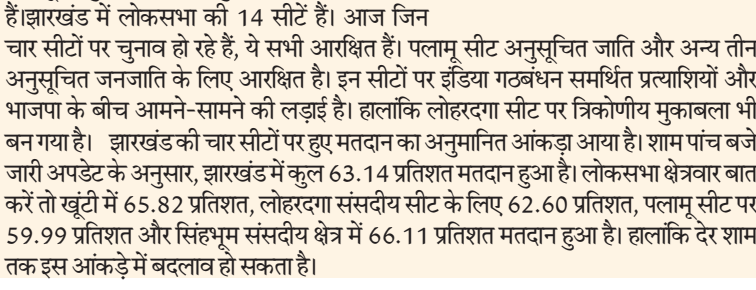 हैं।झारखंड में लोकसभा की 14 सीटें हैं। आज जिन
चार सीटों पर चुनाव हो रहे हैं, ये सभी आरक्षित हैं। पलामू सीट अनुसूचित जाति और अन्य तीन
अनुसूचित जनजाति के लिए आरक्षित है। इन सीटों पर इंडिया गठबंधन समर्थित प्रत्याशियों और
भाजपा के बीच आमने-सामने की लड़ाई है। हालांकि लोहरदगा सीट पर त्रिकोणीय मुकाबला भी
बन गया है। झारखंड की चार सीटों पर हुए मतदान का अनुमानित आंकड़ा आया है। शाम पांच बजे
जारी अपडेट के अनुसार, झारखंड में कुल 63.14 प्रतिशत मतदान हुआ है। लोकसभा क्षेत्रवार बात
करें तो खूंटी में 65.82 प्रतिशत, लोहरदगा संसदीय सीट के लिए 62.60 प्रतिशत, पलामू सीट पर
59.99 प्रतिशत और सिंहभूम संसदीय क्षेत्र में 66.11 प्रतिशत मतदान हुआ है। हालांकि देर शाम
तक इस आंकड़े में बदलाव हो सकता है।